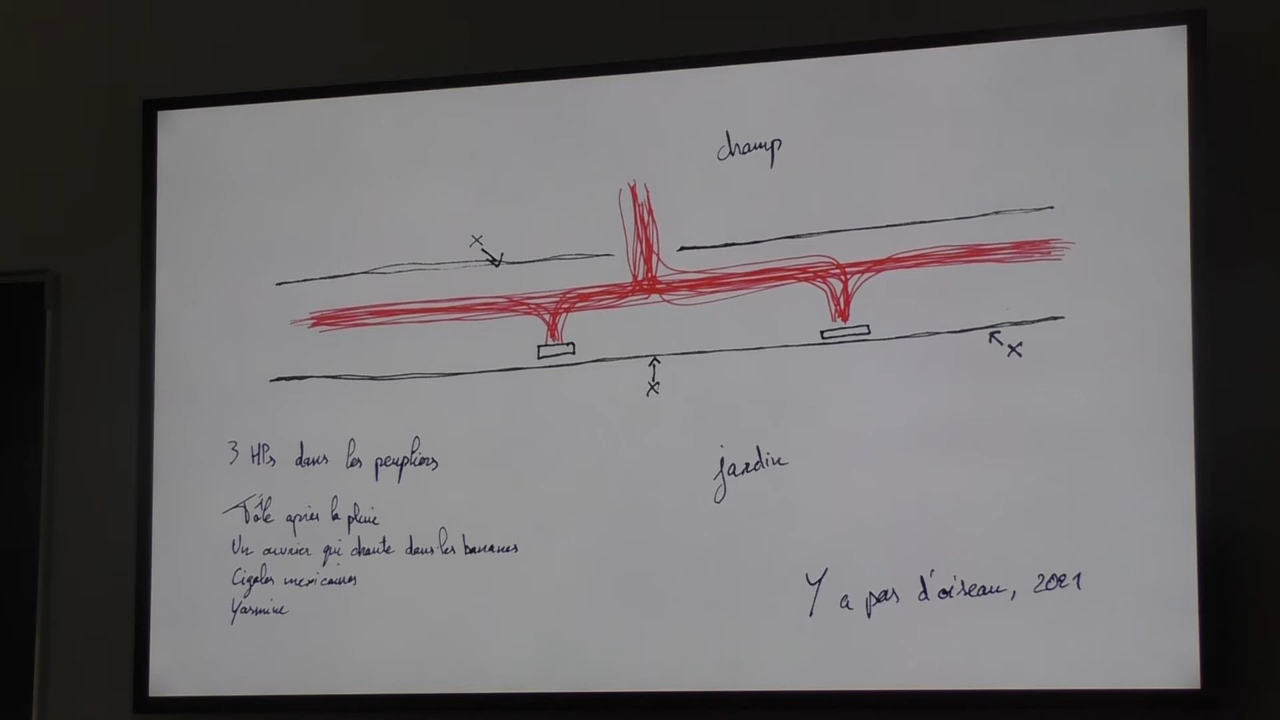 champ
x
x
x
3 HPs dans les peupliers
jardin
Tôle après la pluie
Un ouvrier qui chante dans les bananes
Cigales mexicaines
Yasmine
Y a pas d'oiseau, 2021